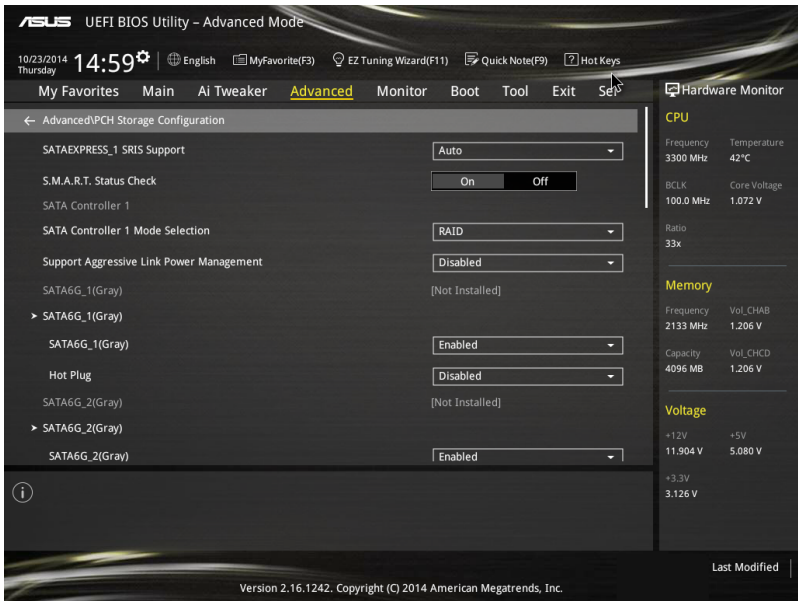 ASUS UEFI BIOS Utility – Advanced Mode
10/23/2014 Thursday 14:59 English MyFavorite(F3) EZ Tuning Wizard(F11) Quick Note(F9) ? Hot Keys
My Favorites Main Ai Tweaker Advanced Monitor Boot Tool Exit
← Advanced\PCH Storage Configuration
SATAEXPRESS_1 SRIS Support Auto
S.M.A.R.T. Status Check On Off
SATA Controller 1
SATA Controller 1 Mode Selection RAID
Support Aggressive Link Power Management Disabled
SATA6G_1(Gray) [Not Installed]
> SATA6G_1(Gray)
SATA6G_1(Gray) Enabled
Hot Plug Disabled
SATA6G_2(Gray) [Not Installed]
> SATA6G_2(Gray)
SATA6G_2(Gray) Enabled
Hardware Monitor
CPU
Frequency Temperature
3300 MHz 42°C
BCLK Core Voltage
100.0 MHz 1.072 V
Ratio
33x
Memory
Frequency Vol_CHAB
2133 MHz 1.206 V
Capacity Vol_CHCD
4096 MB 1.206 V
Voltage
+12V +5V
11.904 V 5.080 V
+3.3V
3.126 V
i
Last Modified
Version 2.16.1242. Copyright (C) 2014 American Megatrends, Inc.